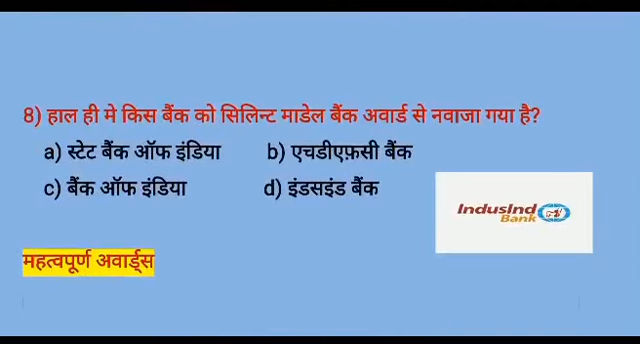 8) हाल ही मे किस बैंक को सिलिन्ट माडेल बैंक अवार्ड से नवाजा गया है?
a) स्टेट बैंक ऑफ इंडिया b) एचडीएफ़सी बैंक
c) बैंक ऑफ इंडिया d) इंडसइंड बैंक
IndusInd
Bank
महत्वपूर्ण अवार्ड्स